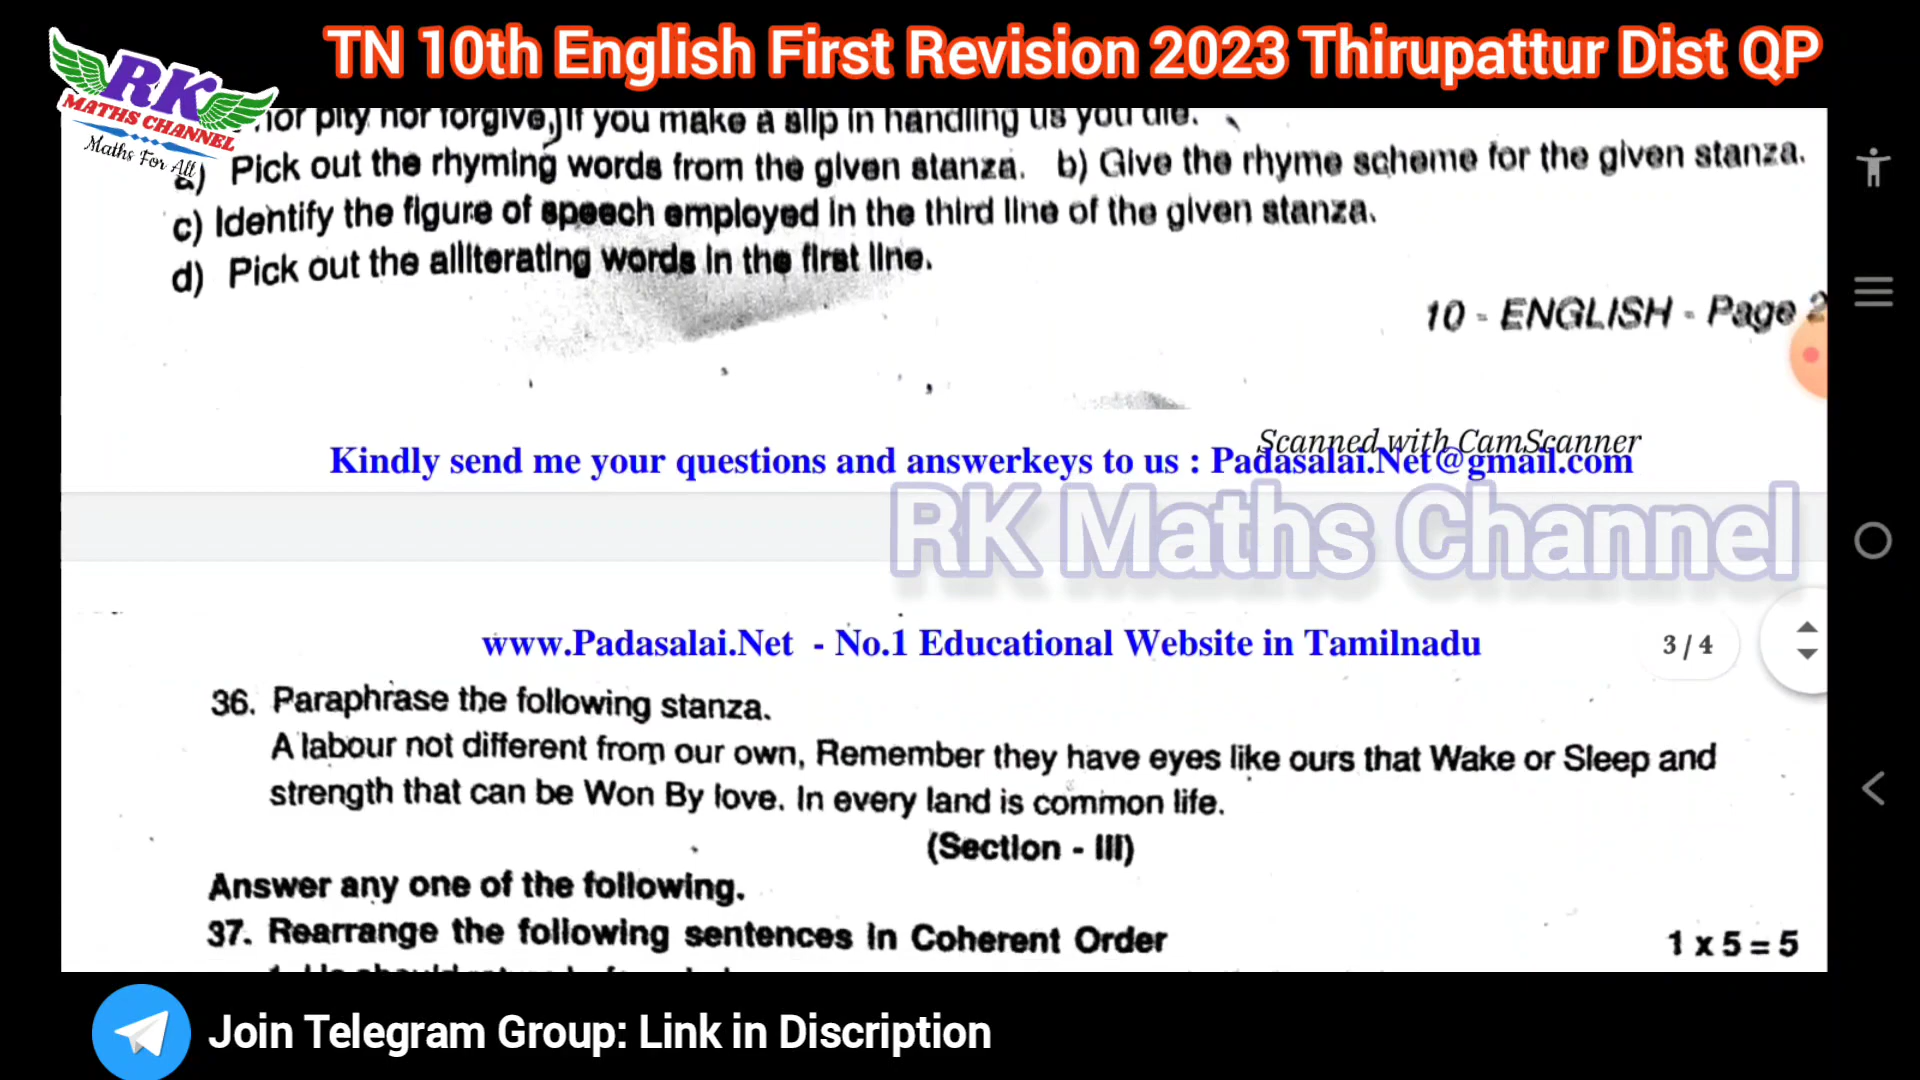 TN 10th English First Revision 2023 Thirupattur Dist QP
RK
MATHS CHANNEL
Maths For All
nor pity nor forgive, If you make a slip in handling us you die.
a) Pick out the rhyming words from the given stanza. b) Give the rhyme scheme for the given stanza.
c) Identify the figure of speech employed in the third line of the given stanza.
d) Pick out the alliterating words in the first line.
10 - ENGLISH - Page 2
Scanned with CamScanner
Kindly send me your questions and answerkeys to us : Padasalai.Net@gmail.com
RK Maths Channel
www.Padasalai.Net - No.1 Educational Website in Tamilnadu
3 / 4
36. Paraphrase the following stanza.
A labour not different from our own, Remember they have eyes like ours that Wake or Sleep and
strength that can be Won By love. In every land is common life.
(Section - III)
Answer any one of the following.
37. Rearrange the following sentences in Coherent Order
1 x 5 = 5
1. He should
Join Telegram Group: Link in Discription